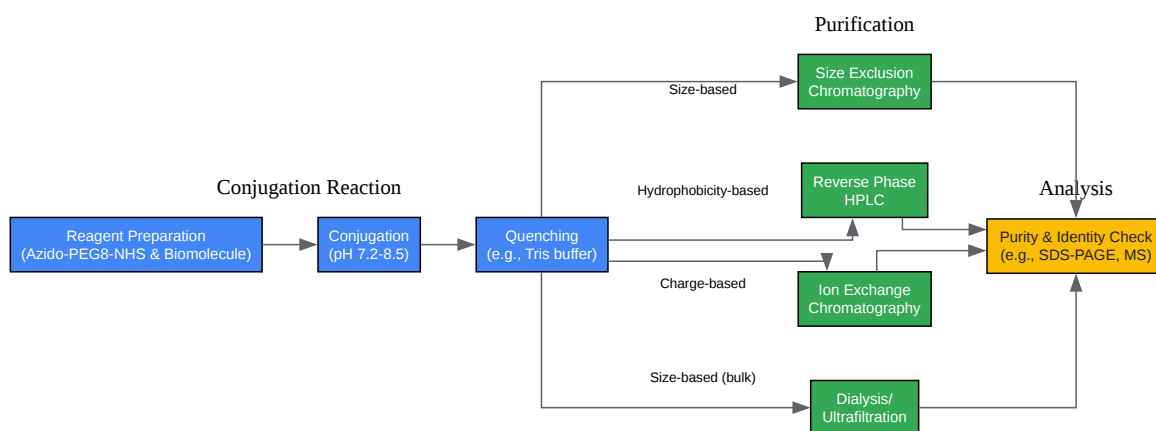 Purification
Size Exclusion
Chromatography
Size-based
Conjugation Reaction
Hydrophobicity-based
Reverse Phase
HPLC
Analysis
Reagent Preparation
(Azido-PEG8-NHS & Biomolecule)
Conjugation
(pH 7.2-8.5)
Quenching
(e.g., Tris buffer)
Purity & Identity Check
(e.g., SDS-PAGE, MS)
Charge-based
Ion Exchange
Chromatography
Size-based (bulk)
Dialysis/
Ultrafiltration